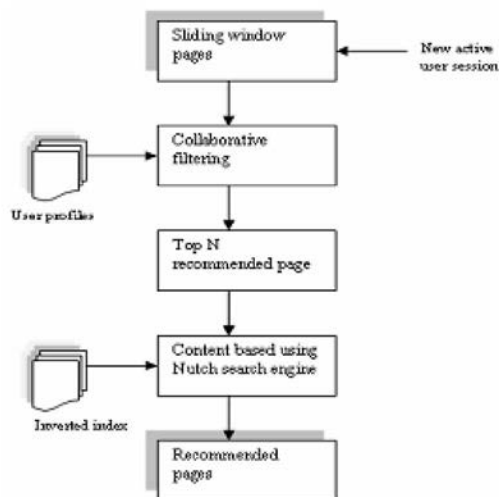 Sliding window
pages
New active
user session
Collaborative
filtering
User profiles
Top N
recommended page
Content based using
Nutch search engine
Inverted index
Recommended
pages